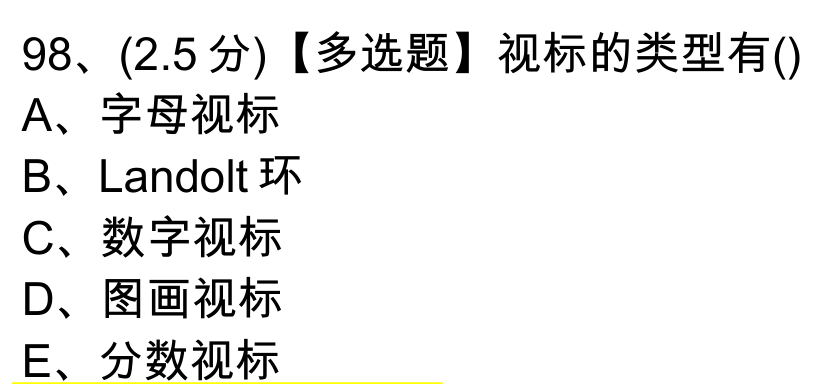 98、(2.5 分)【多选题】视标的类型有()
A、字母视标
B、Landolt 环
C、数字视标
D、图画视标
E、分数视标